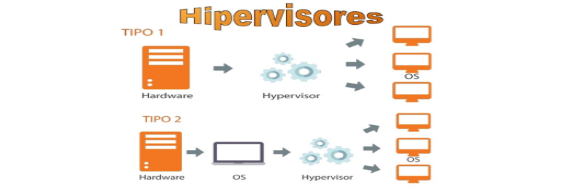 Hipervisores
TIPO 1
OS
Hardware
Hypervisor
TIPO 2
OS
Hardware
OS
Hypervisor